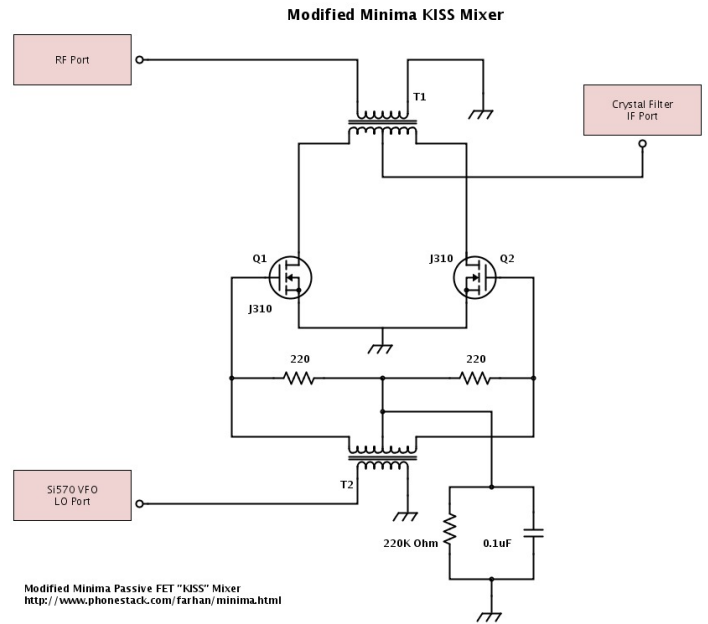 Modified Minima KISS Mixer
RF Port
T1
Crystal Filter
IF Port
Q1
J310
Q2
J310
220
220
Si570 VFO
LO Port
T2
220K Ohm
0.1uF
Modified Minima Passive FET "KISS" Mixer
http://www.phonestack.com/farhan/minima.html